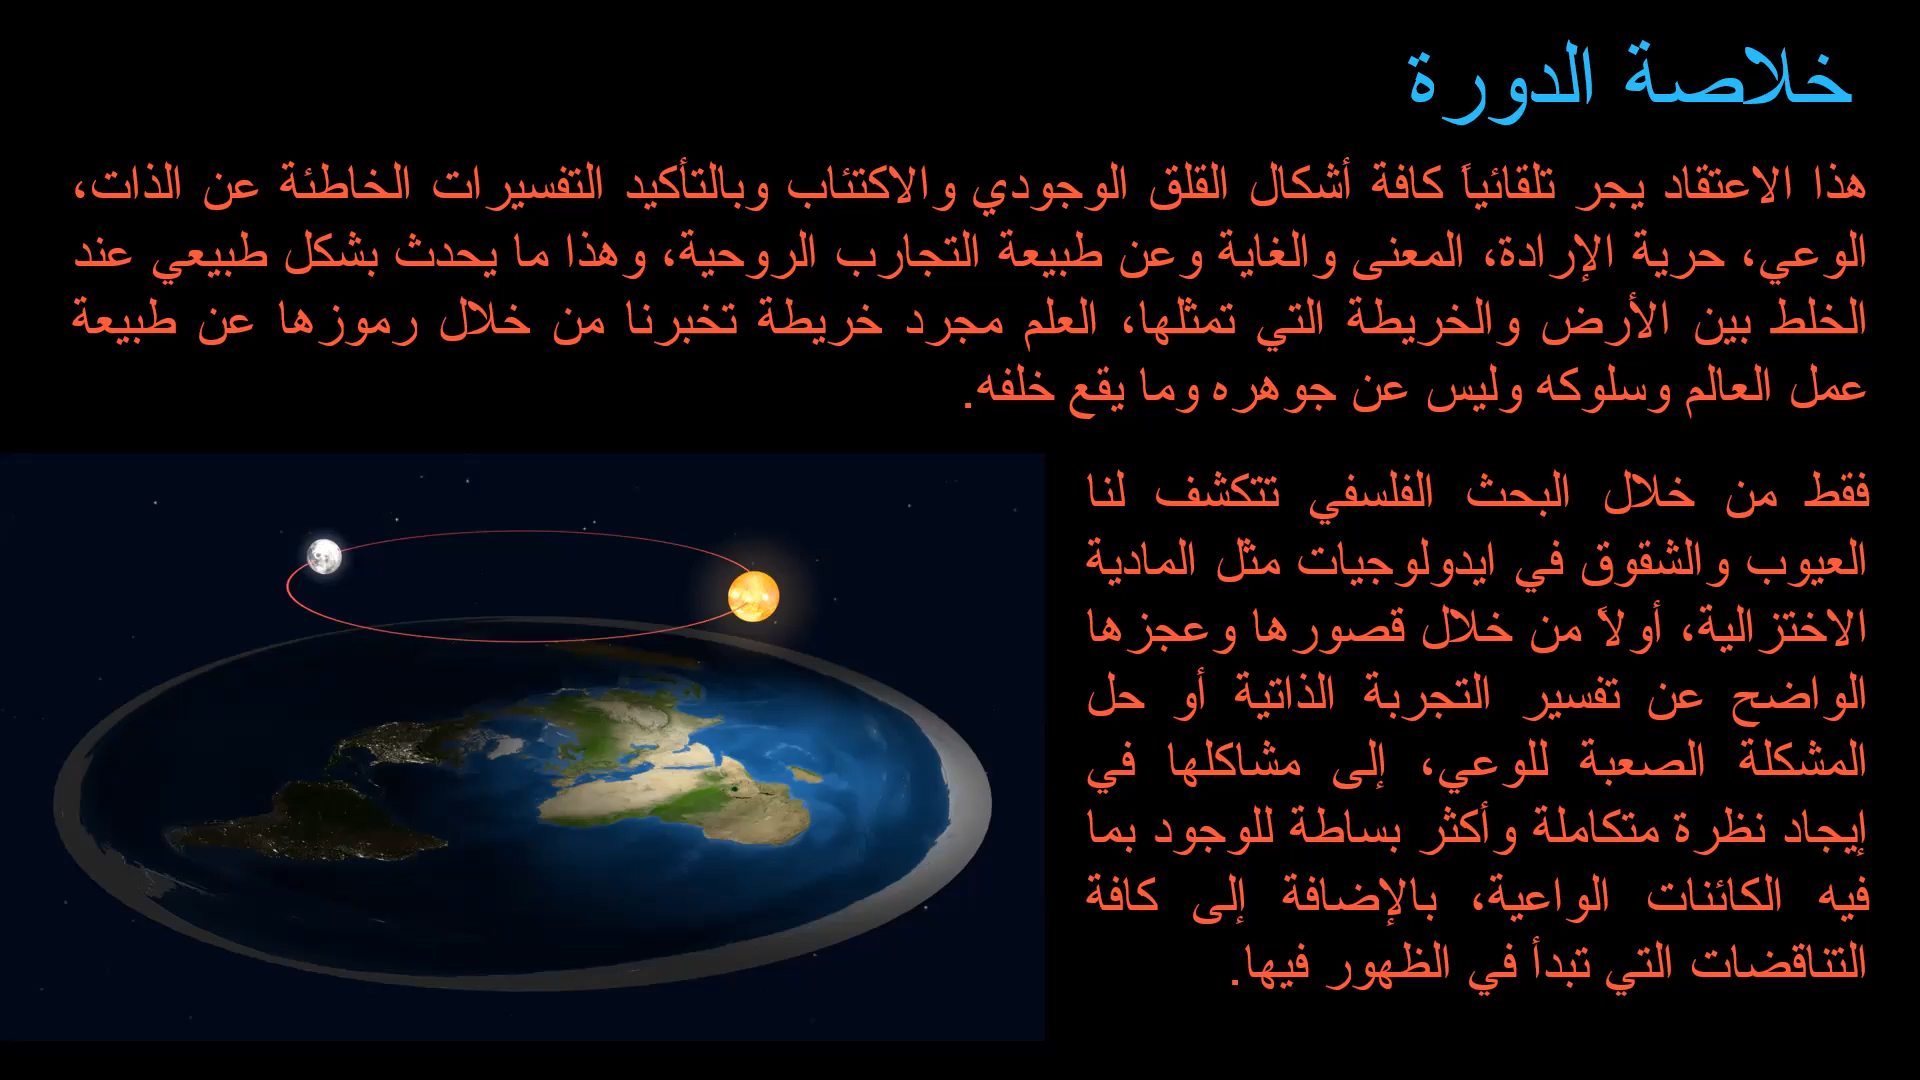 خلاصة الدورة
هذا الاعتقاد يجر تلقائياً كافة أشكال القلق الوجودي والاكتئاب وبالتأكيد التفسيرات الخاطئة عن الذات،
الوعي، حرية الإرادة، المعنى والغاية وعن طبيعة التجارب الروحية، وهذا ما يحدث بشكل طبيعي عند
الخلط بين الأرض والخريطة التي تمثلها، العلم مجرد خريطة تخبرنا من خلال رموزها عن طبيعة
عمل العالم وسلوكه وليس عن جوهره وما يقع خلفه.
فقط من خلال البحث الفلسفي تتكشف لنا
العيوب والشقوق في ايدولوجيات مثل المادية
الاختزالية، أولاً من خلال قصورها وعجزها
الواضح عن تفسير التجربة الذاتية أو حل
المشكلة الصعبة للوعي، إلى مشاكلها في
إيجاد نظرة متكاملة وأكثر بساطة للوجود بما
فيه الكائنات الواعية، بالإضافة إلى كافة
التناقضات التي تبدأ في الظهور فيها.